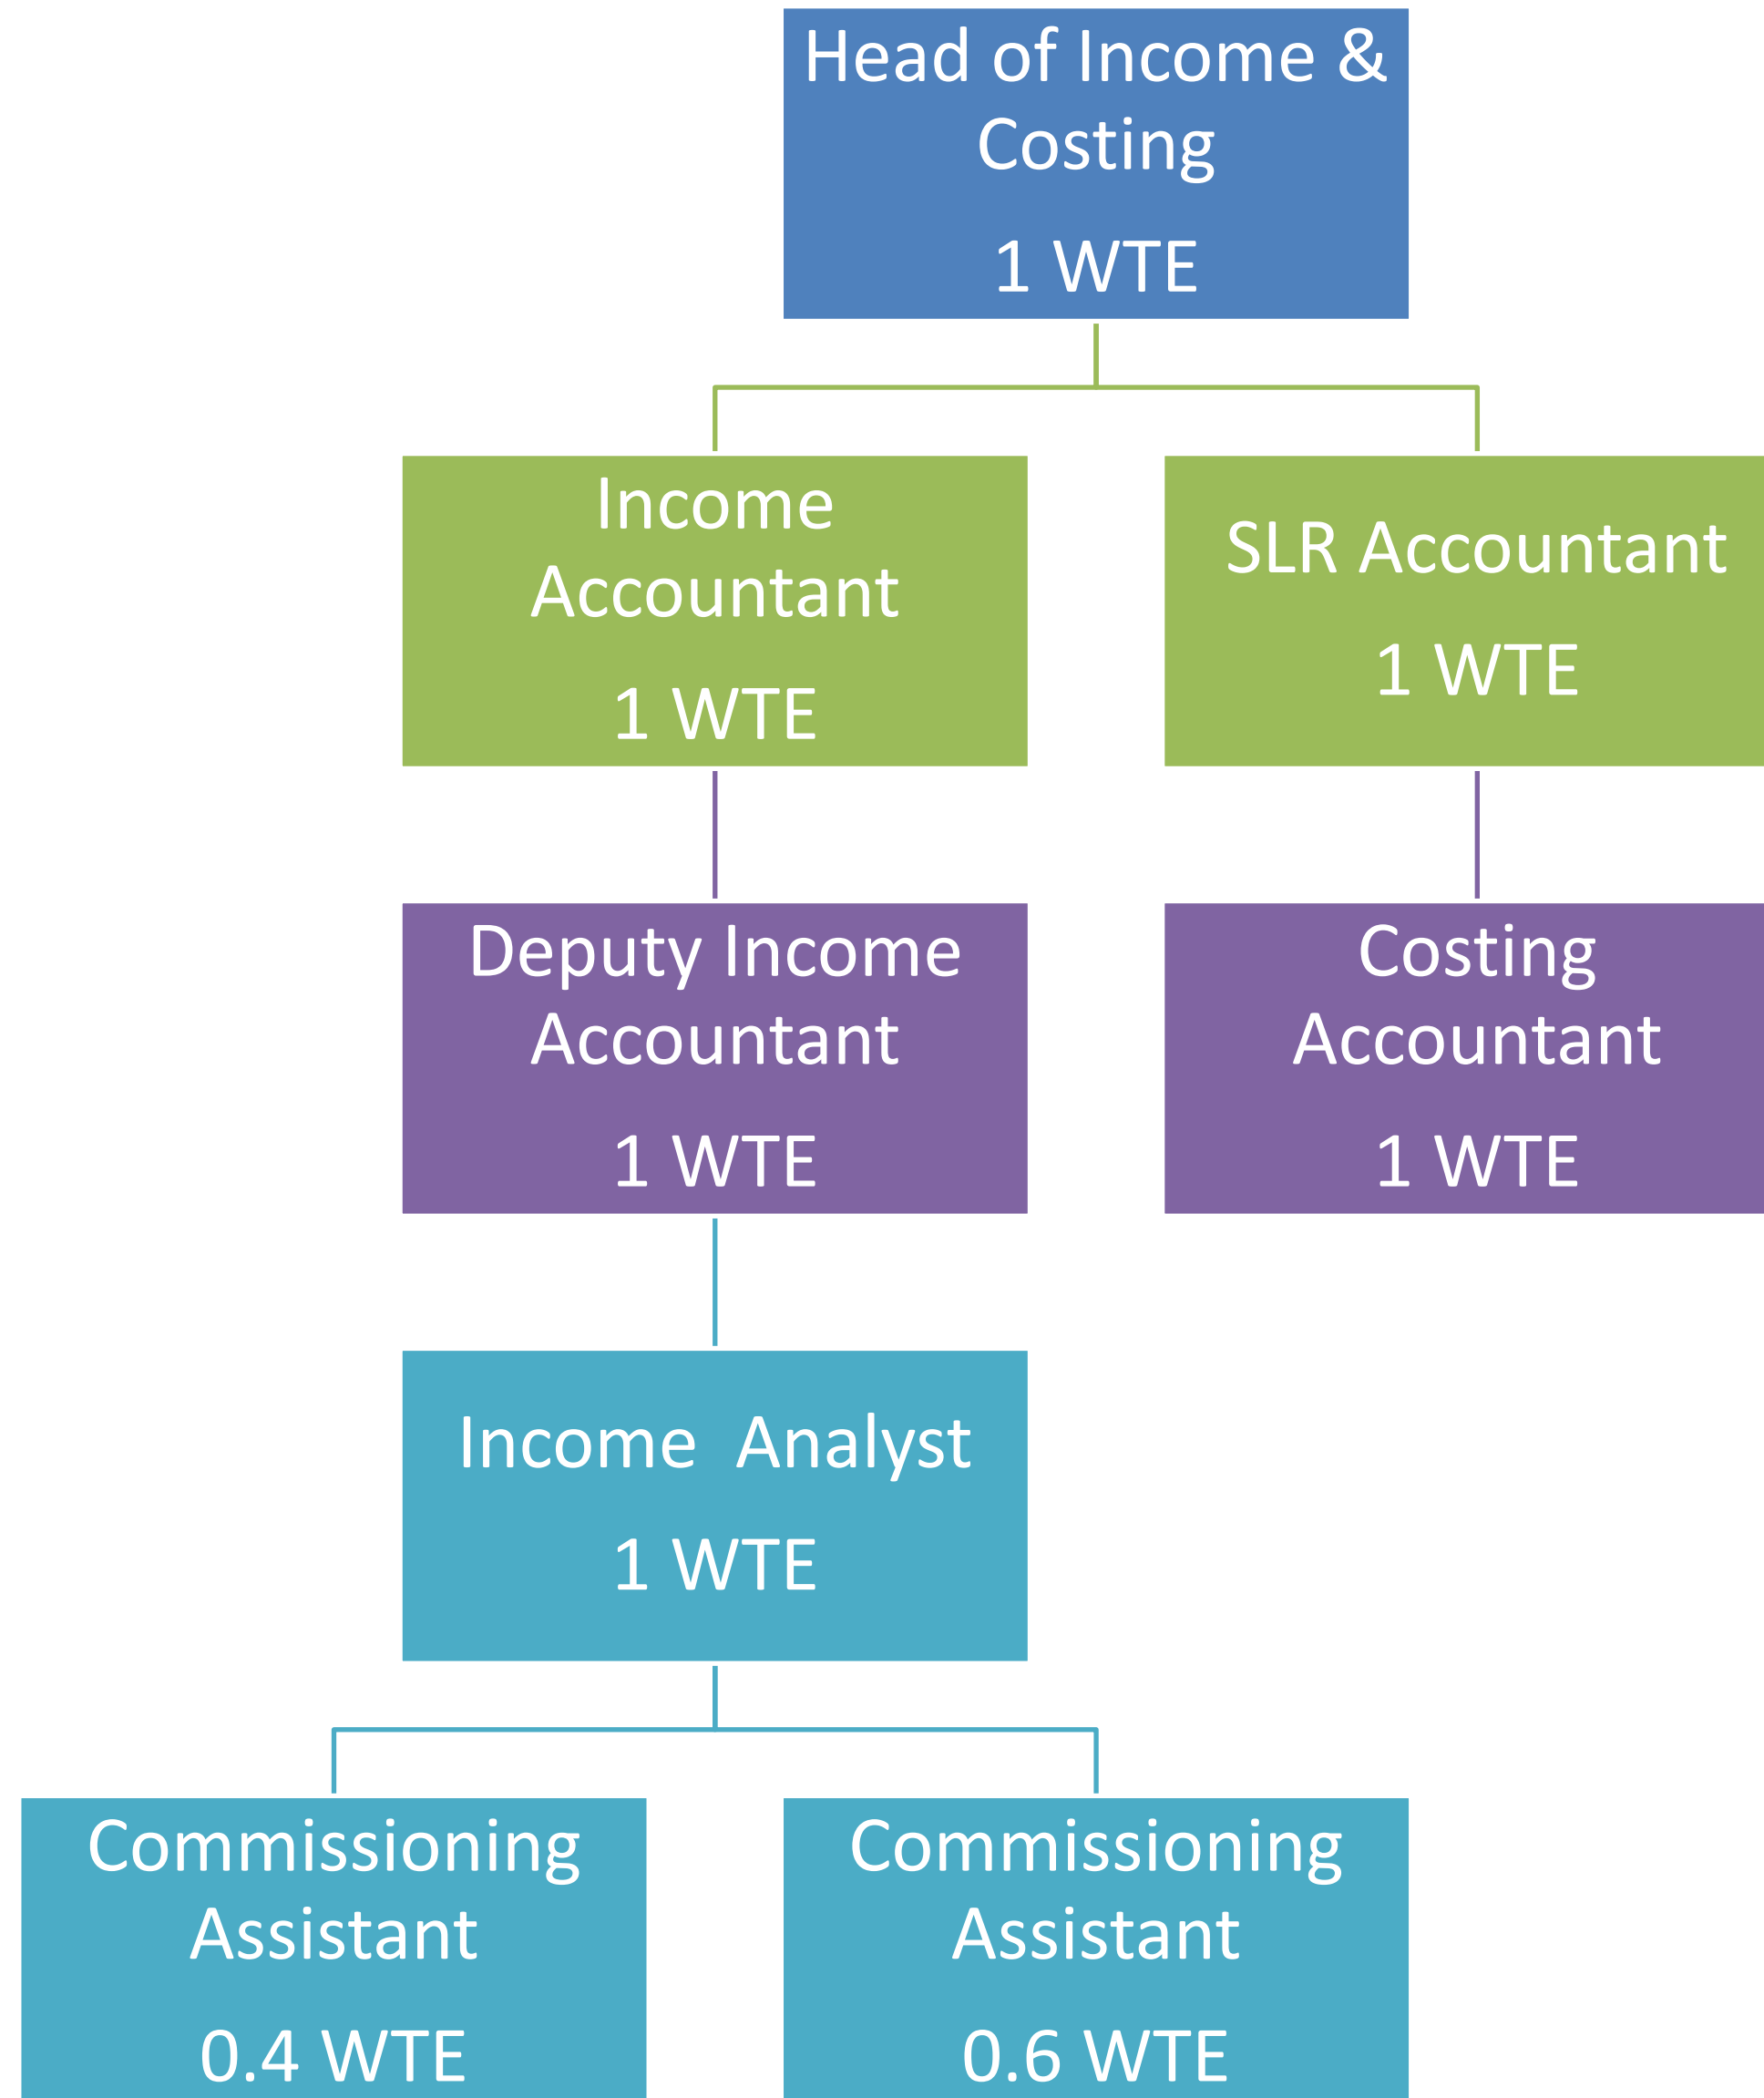 Head of Income &
Costing
1 WTE
Income
Accountant
1 WTE
SLR Accountant
1 WTE
Deputy Income
Accountant
1 WTE
Costing
Accountant
1 WTE
Income Analyst
1 WTE
Commissioning
Assistant
0.4 WTE
Commissioning
Assistant
0.6 WTE